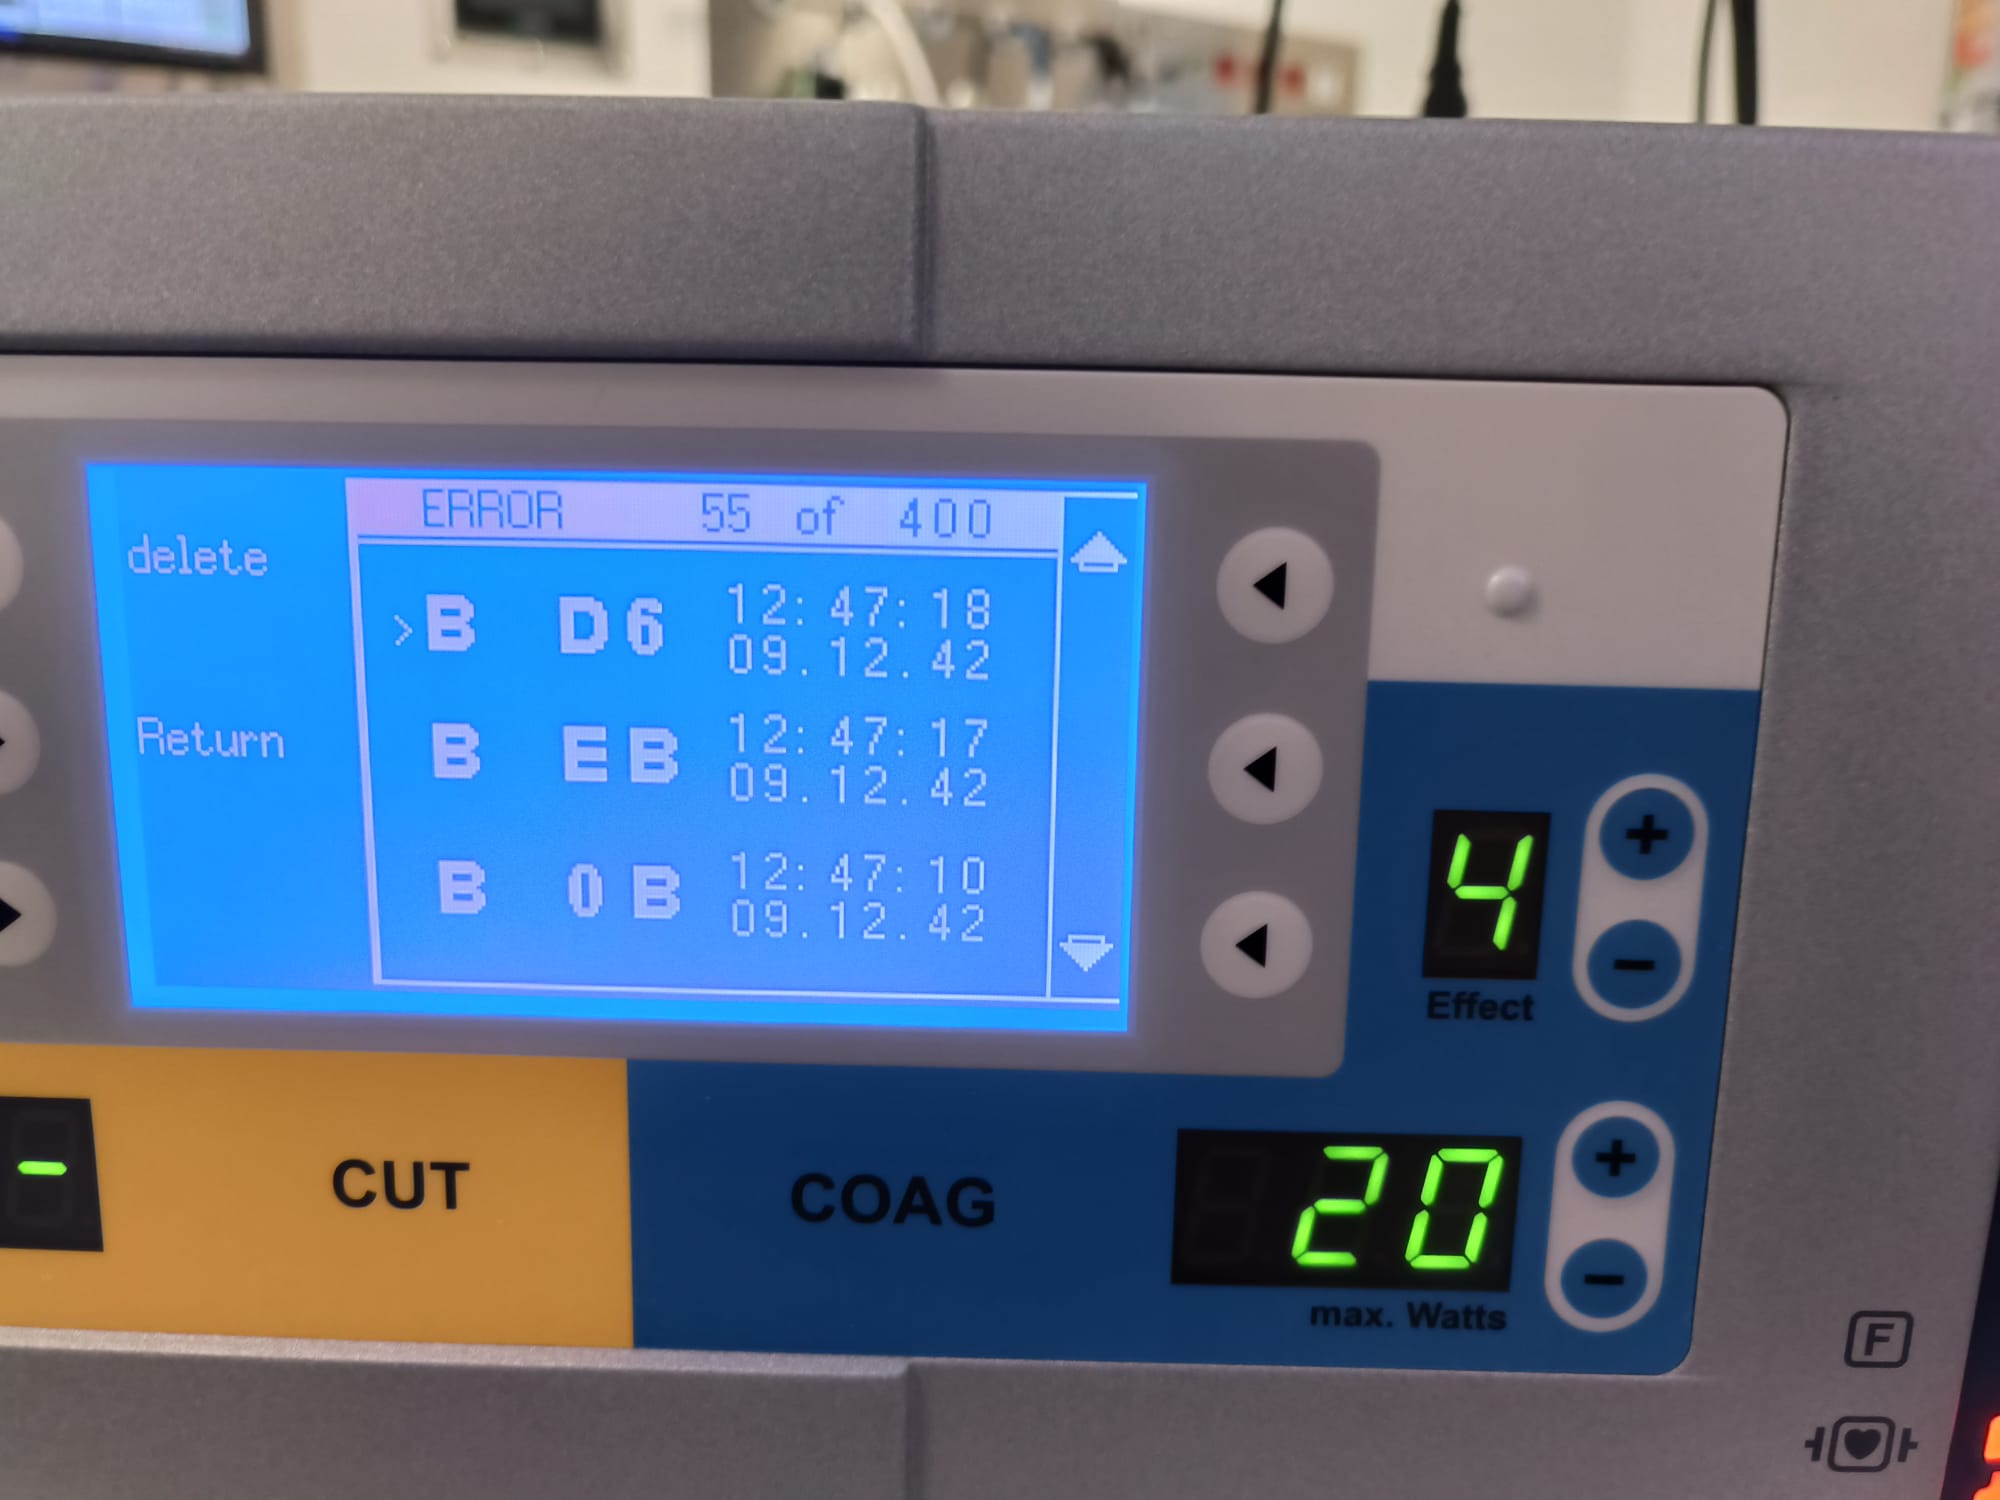 ERROR 55 of 400
delete
>B D6 12:47:18
09.12.42
Return
B EB 12:47:17
09.12.42
B 0B 12:47:10
09.12.42
4
+
-
Effect
-
CUT
COAG
20
+
-
max. Watts
F